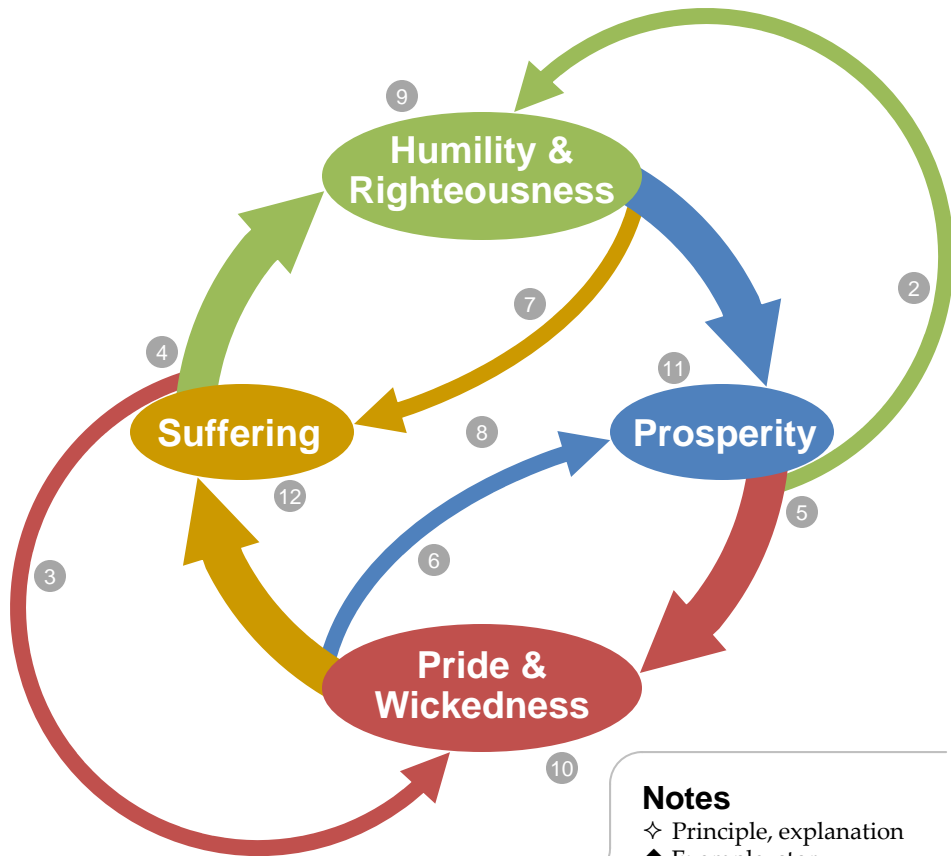 9
Humility &
Righteousness
2
7
4
11
Suffering
8
Prosperity
12
5
6
3
Pride &
Wickedness
10
Notes
✧ Principle, explanation